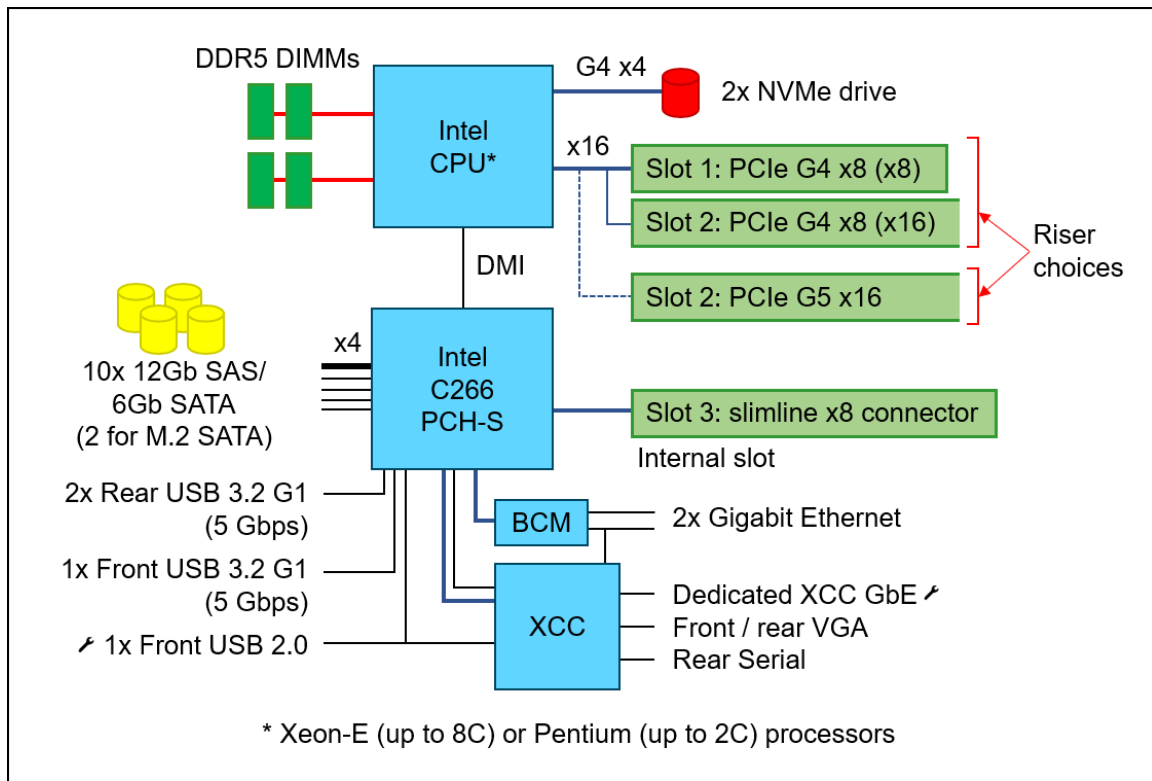 DDR5 DIMMs
G4 x4
2x NVMe drive
Intel
CPU*
x16
Slot 1: PCIe G4 x8 (x8)
Slot 2: PCIe G4 x8 (x16)
Riser
choices
Slot 2: PCIe G5 x16
DMI
x4
10x 12Gb SAS/
6Gb SATA
(2 for M.2 SATA)
Intel
C266
PCH-S
Slot 3: slimline x8 connector
Internal slot
2x Rear USB 3.2 G1
(5 Gbps)
BCM
2x Gigabit Ethernet
1x Front USB 3.2 G1
(5 Gbps)
XCC
Dedicated XCC GbE
Front / rear VGA
Rear Serial
1x Front USB 2.0
* Xeon-E (up to 8C) or Pentium (up to 2C) processors